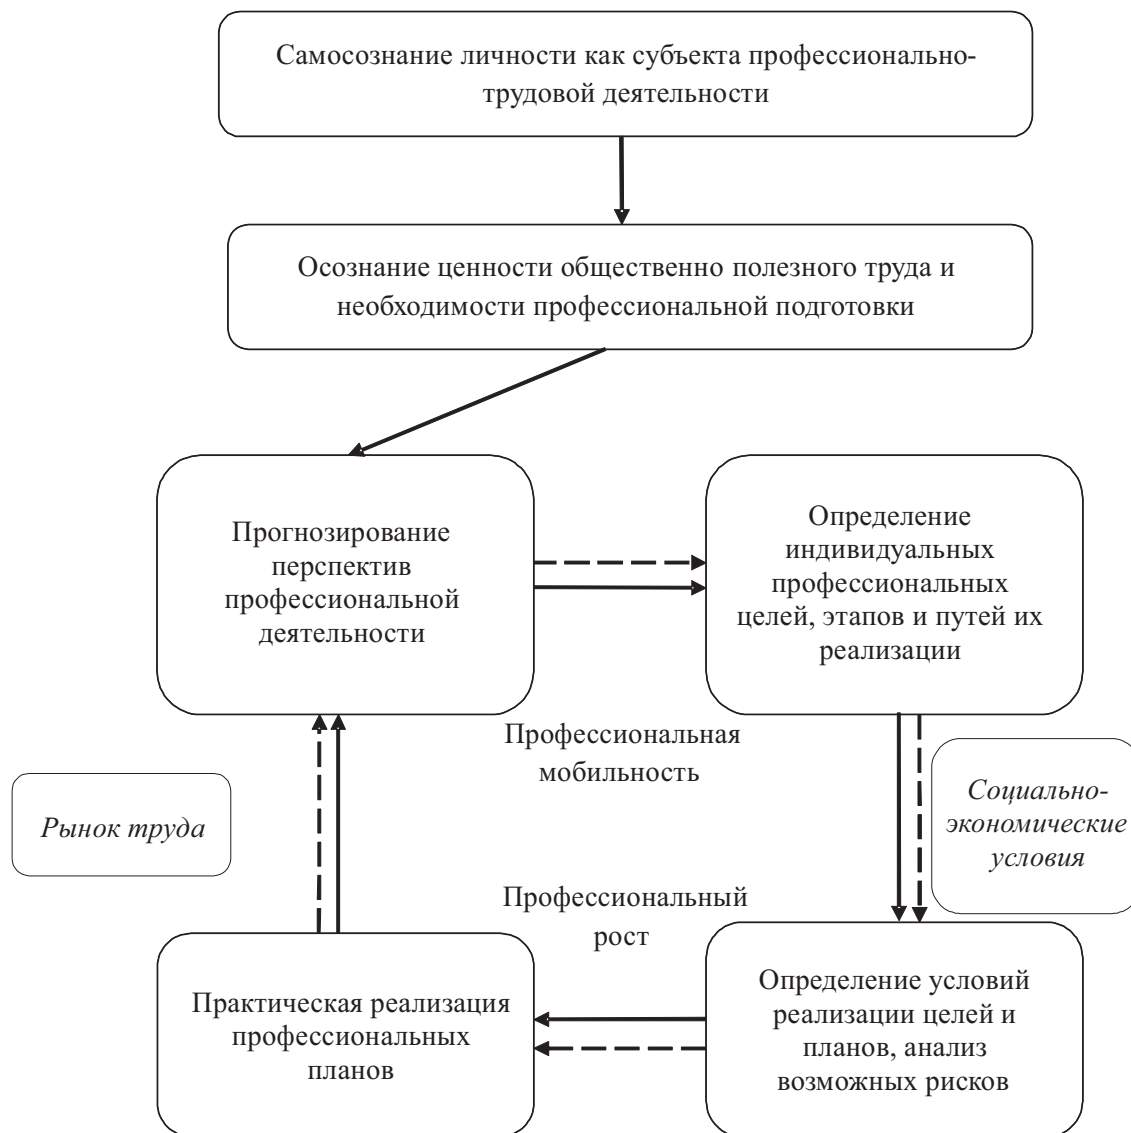 Самосознание личности как субъекта профессионально-
трудовой деятельности
Осознание ценности общественно полезного труда и
необходимости профессиональной подготовки
Прогнозирование
перспектив
профессиональной
деятельности
Определение
индивидуальных
профессиональных
целей, этапов и путей их
реализации
Профессиональная
мобильность
Рынок труда
Социально-
экономические
условия
Профессиональный
рост
Практическая реализация
профессиональных
планов
Определение условий
реализации целей и
планов, анализ
возможных рисков